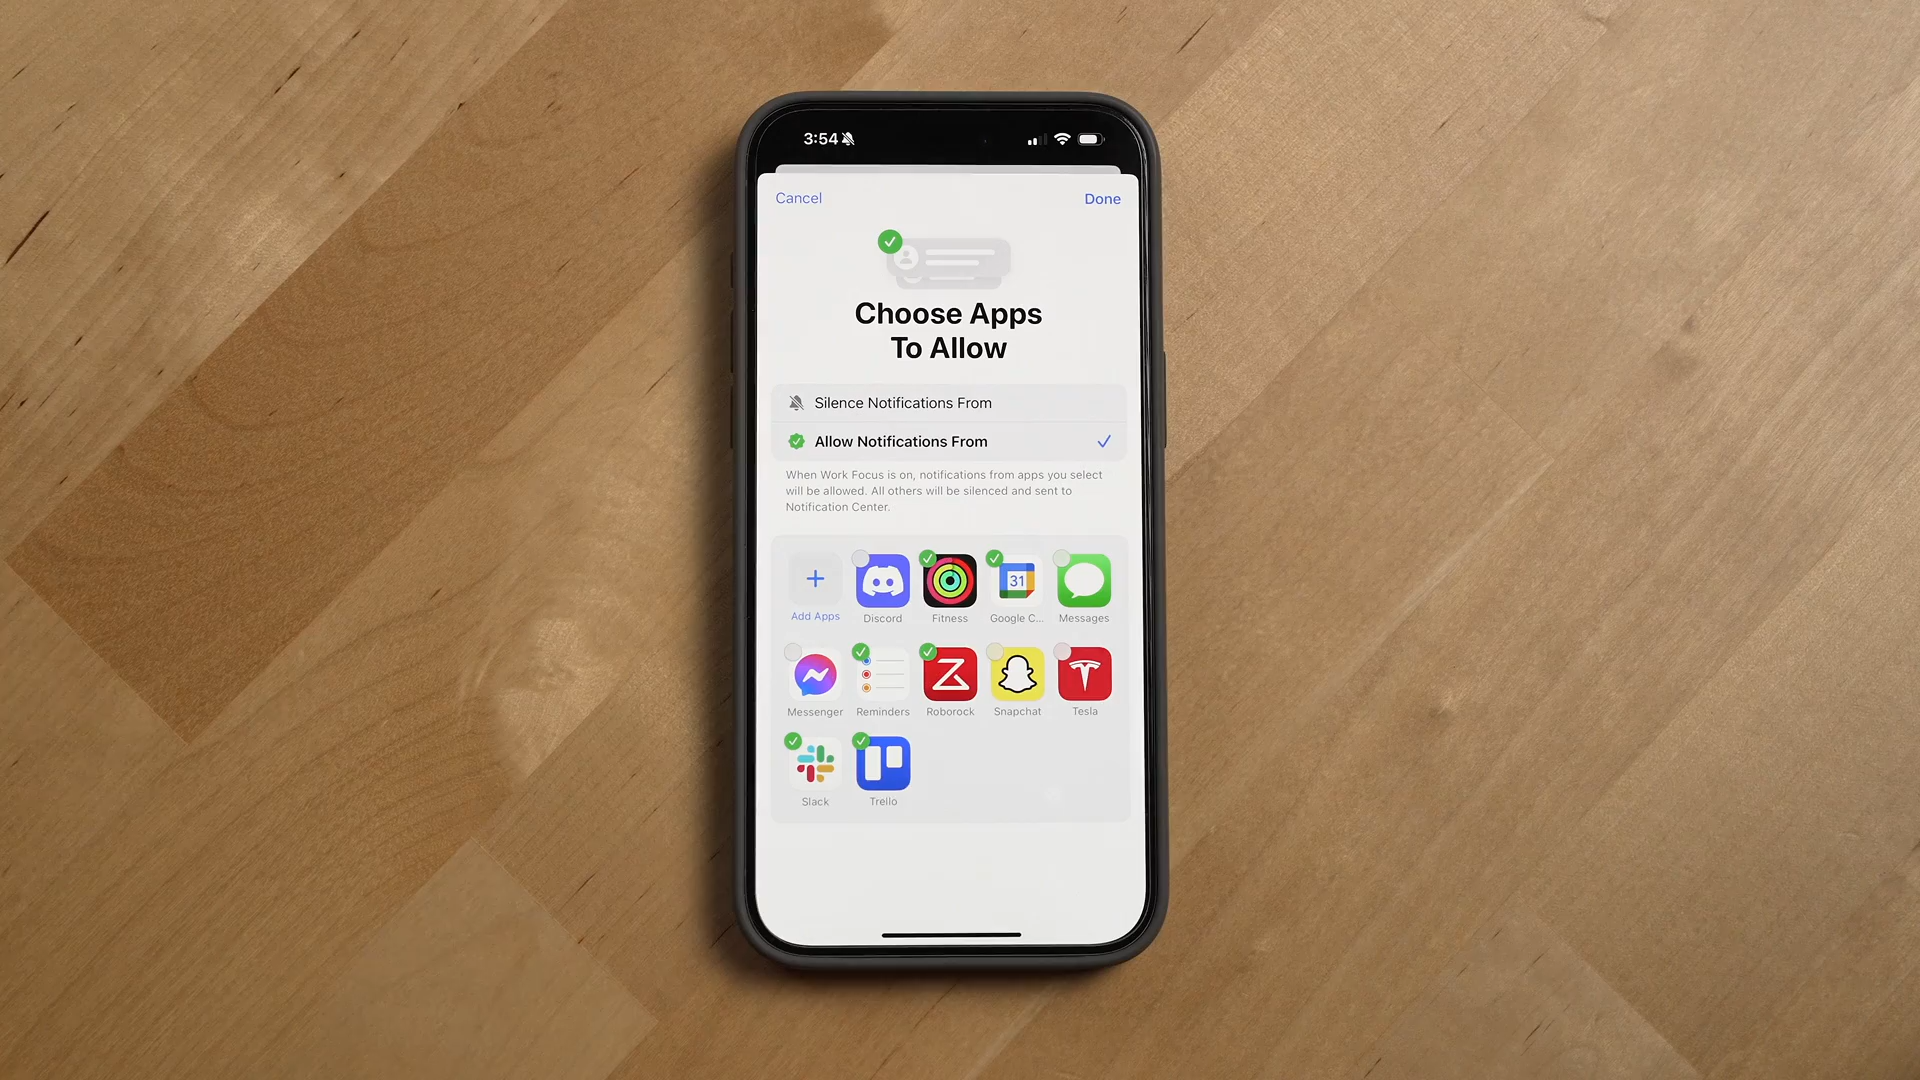 3:54
Cancel
Done
Choose Apps
To Allow
Silence Notifications From
Allow Notifications From
When Work Focus is on, notifications from apps you select
will be allowed. All others will be silenced and sent to
Notification Center.
31
Add Apps
Discord
Fitness
Google C...
Messages
Messenger
Reminders
Roborock
Snapchat
Tesla
Slack
Trello